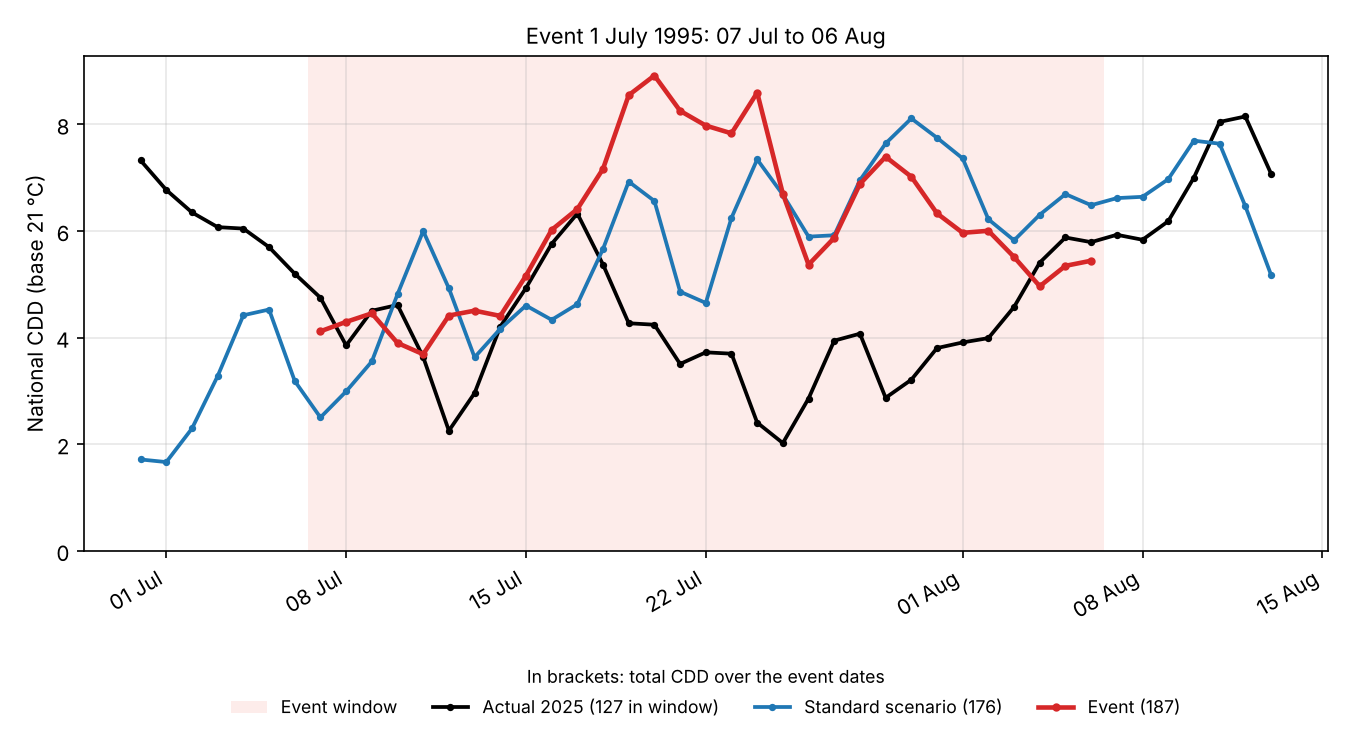 Event 1 July 1995: 07 Jul to 06 Aug
National CDD (base 21 °C)
8
6
4
2
0
01 Jul
08 Jul
15 Jul
22 Jul
01 Aug
08 Aug
15 Aug
In brackets: total CDD over the event dates
Event window
Actual 2025 (127 in window)
Standard scenario (176)
Event (187)